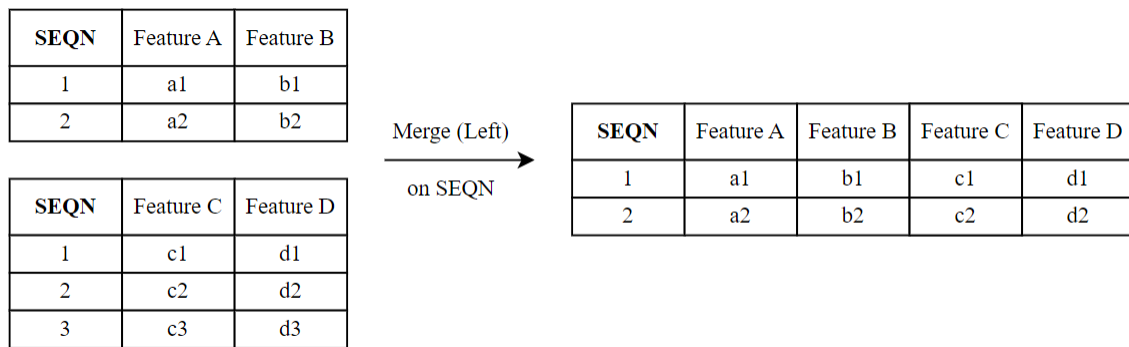 SEQN Feature A Feature B
1 a1 b1
2 a2 b2
SEQN Feature C Feature D
1 c1 d1
2 c2 d2
3 c3 d3
Merge (Left)
on SEQN
SEQN Feature A Feature B Feature C Feature D
1 a1 b1 c1 d1
2 a2 b2 c2 d2